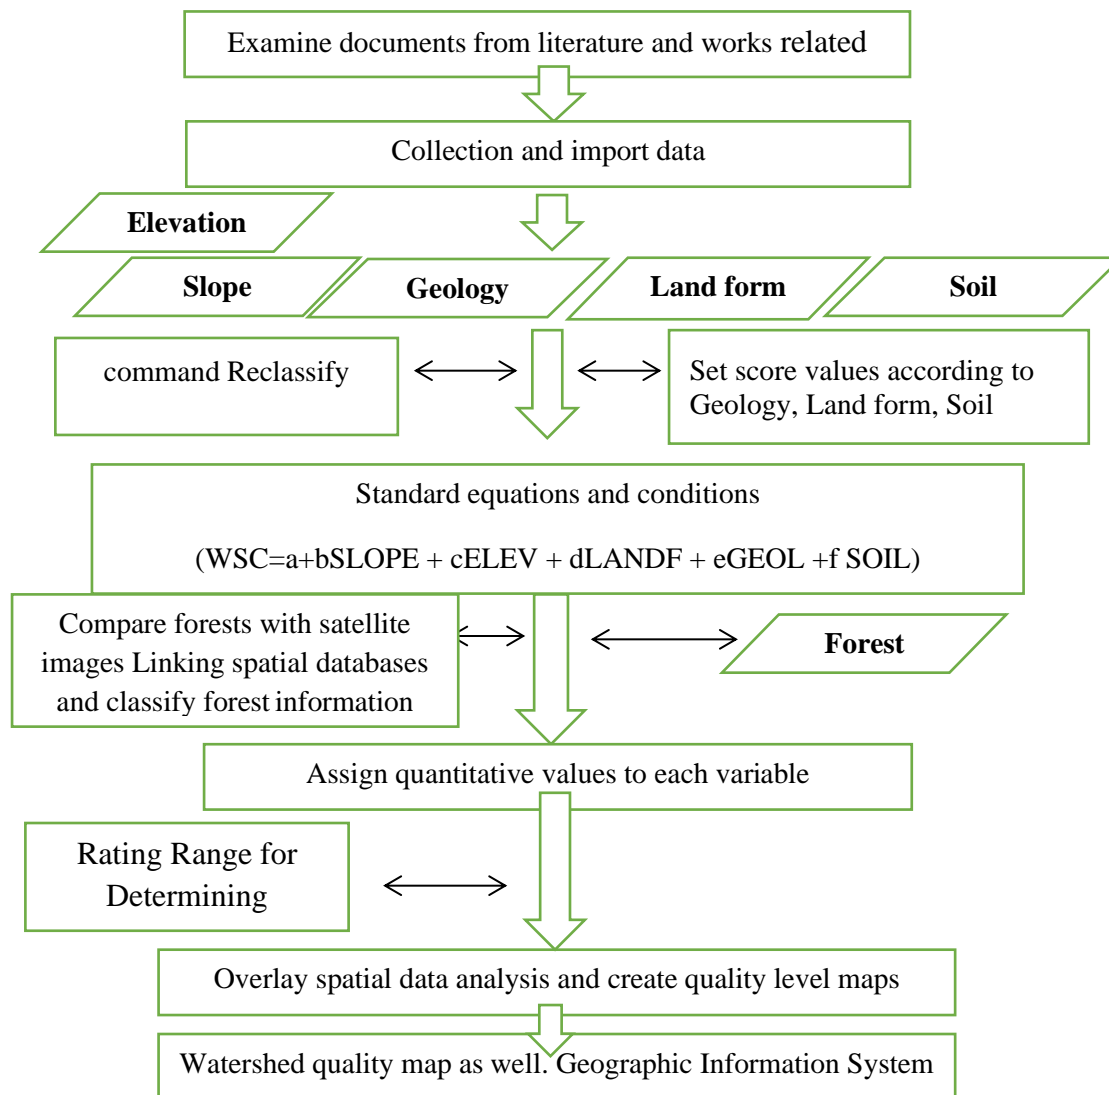 Examine documents from literature and works related
Collection and import data
Elevation
Slope
Geology
Land form
Soil
command Reclassify
Set score values according to
Geology, Land form, Soil
Standard equations and conditions
(WSC=a+bSLOPE + cELEV + dLANDF + eGEOL +f SOIL)
Compare forests with satellite
images Linking spatial databases
and classify forest information
Forest
Assign quantitative values to each variable
Rating Range for
Determining
Overlay spatial data analysis and create quality level maps
Watershed quality map as well. Geographic Information System